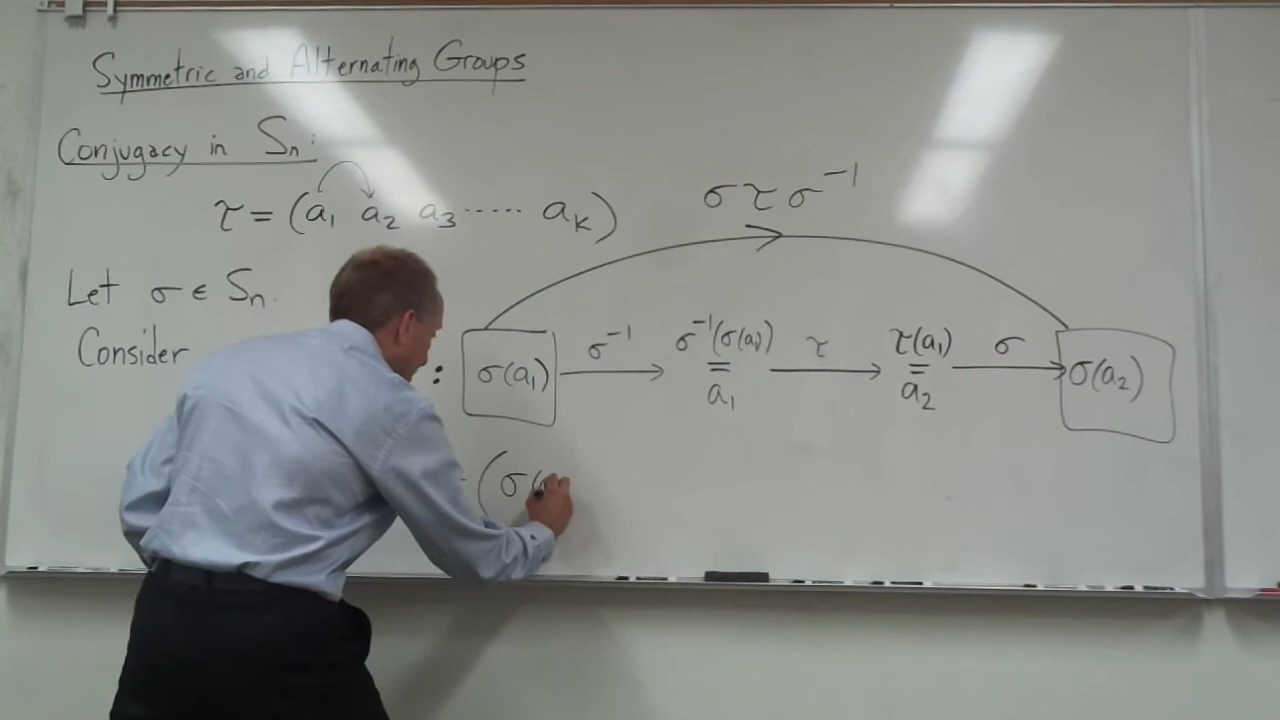 Symmetric and Alternating Groups
Conjugacy in Sₙ:
τ = (a₁ a₂ a₃ ..... aₖ)
Let σ ∈ Sₙ.
Consider
:
στσ⁻¹
σ(a₁) σ⁻¹ σ⁻¹(σ(a₁)) τ τ(a₁) σ σ(a₂)
= =
a₁ a₂
(σ(